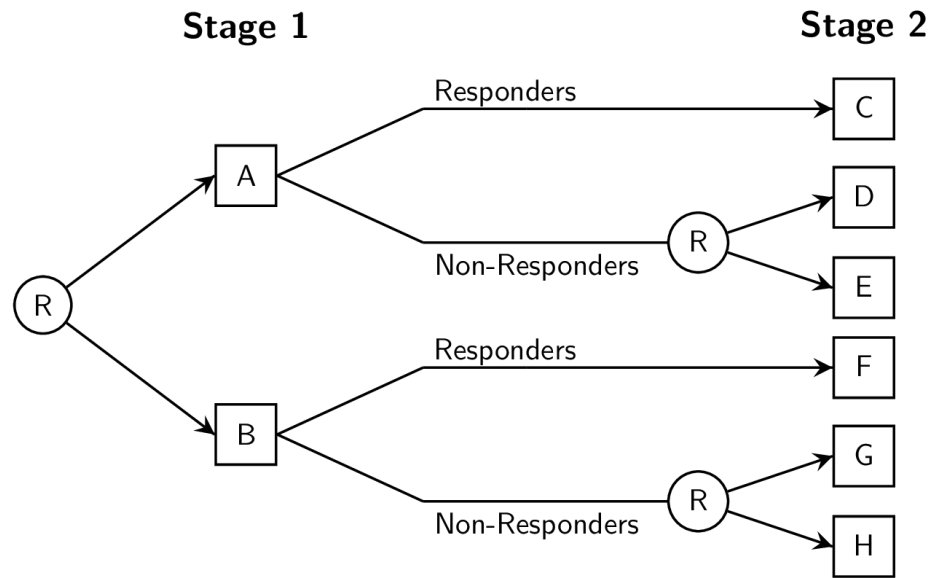 Stage 1
Stage 2
Responders
C
A
D
R
Non-Responders
E
R
Responders
F
B
G
R
Non-Responders
H